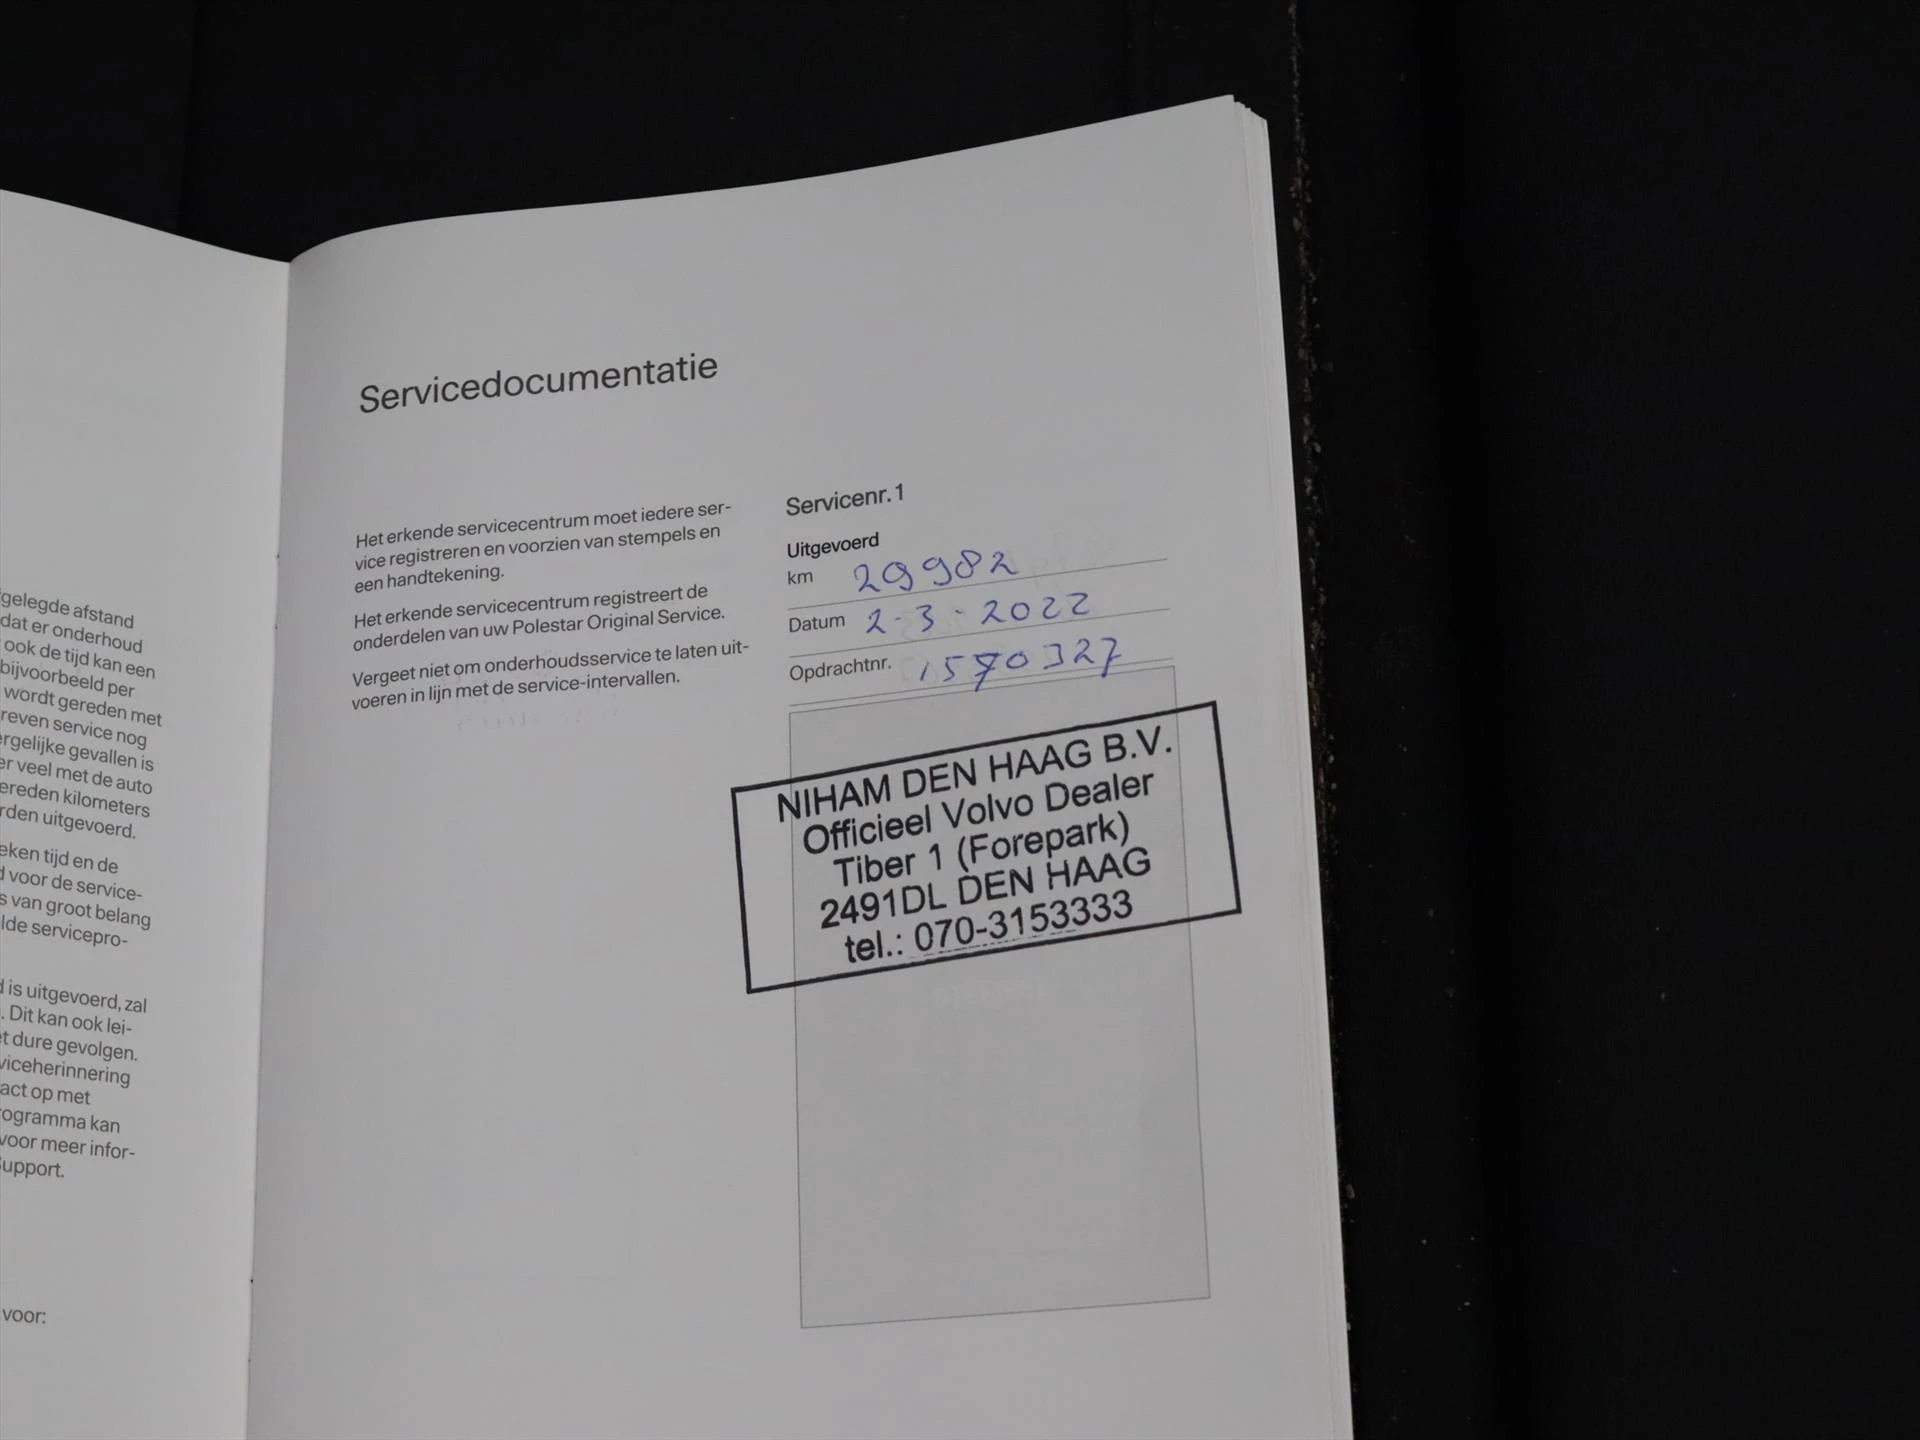 gelegde afstand
dat er onderhoud
ook de tijd kan een
bijvoorbeeld per
wordt gereden met
reven service nog
ergelijke gevallen is
er veel met de auto
ereden kilometers
rden uitgevoerd.
eken tijd en de
d voor de service-
s van groot belang
lde servicepro-
d is uitgevoerd, zal
. Dit kan ook lei-
et dure gevolgen.
viceherinnering
act op met
ogramma kan
voor meer infor-
upport.
voor:
Servicedocumentatie
Het erkende servicecentrum moet iedere ser-
vice registreren en voorzien van stempels en
een handtekening.
Het erkende servicecentrum registreert de
onderdelen van uw Polestar Original Service.
Vergeet niet om onderhoudsservice te laten uit-
voeren in lijn met de service-intervallen.
Servicenr. 1
Uitgevoerd
km 29982
Datum 2-3-2022
Opdrachtnr. 1570327
NIHAM DEN HAAG B.V.
Officieel Volvo Dealer
Tiber 1 (Forepark)
2491DL DEN HAAG
tel.: 070-3153333